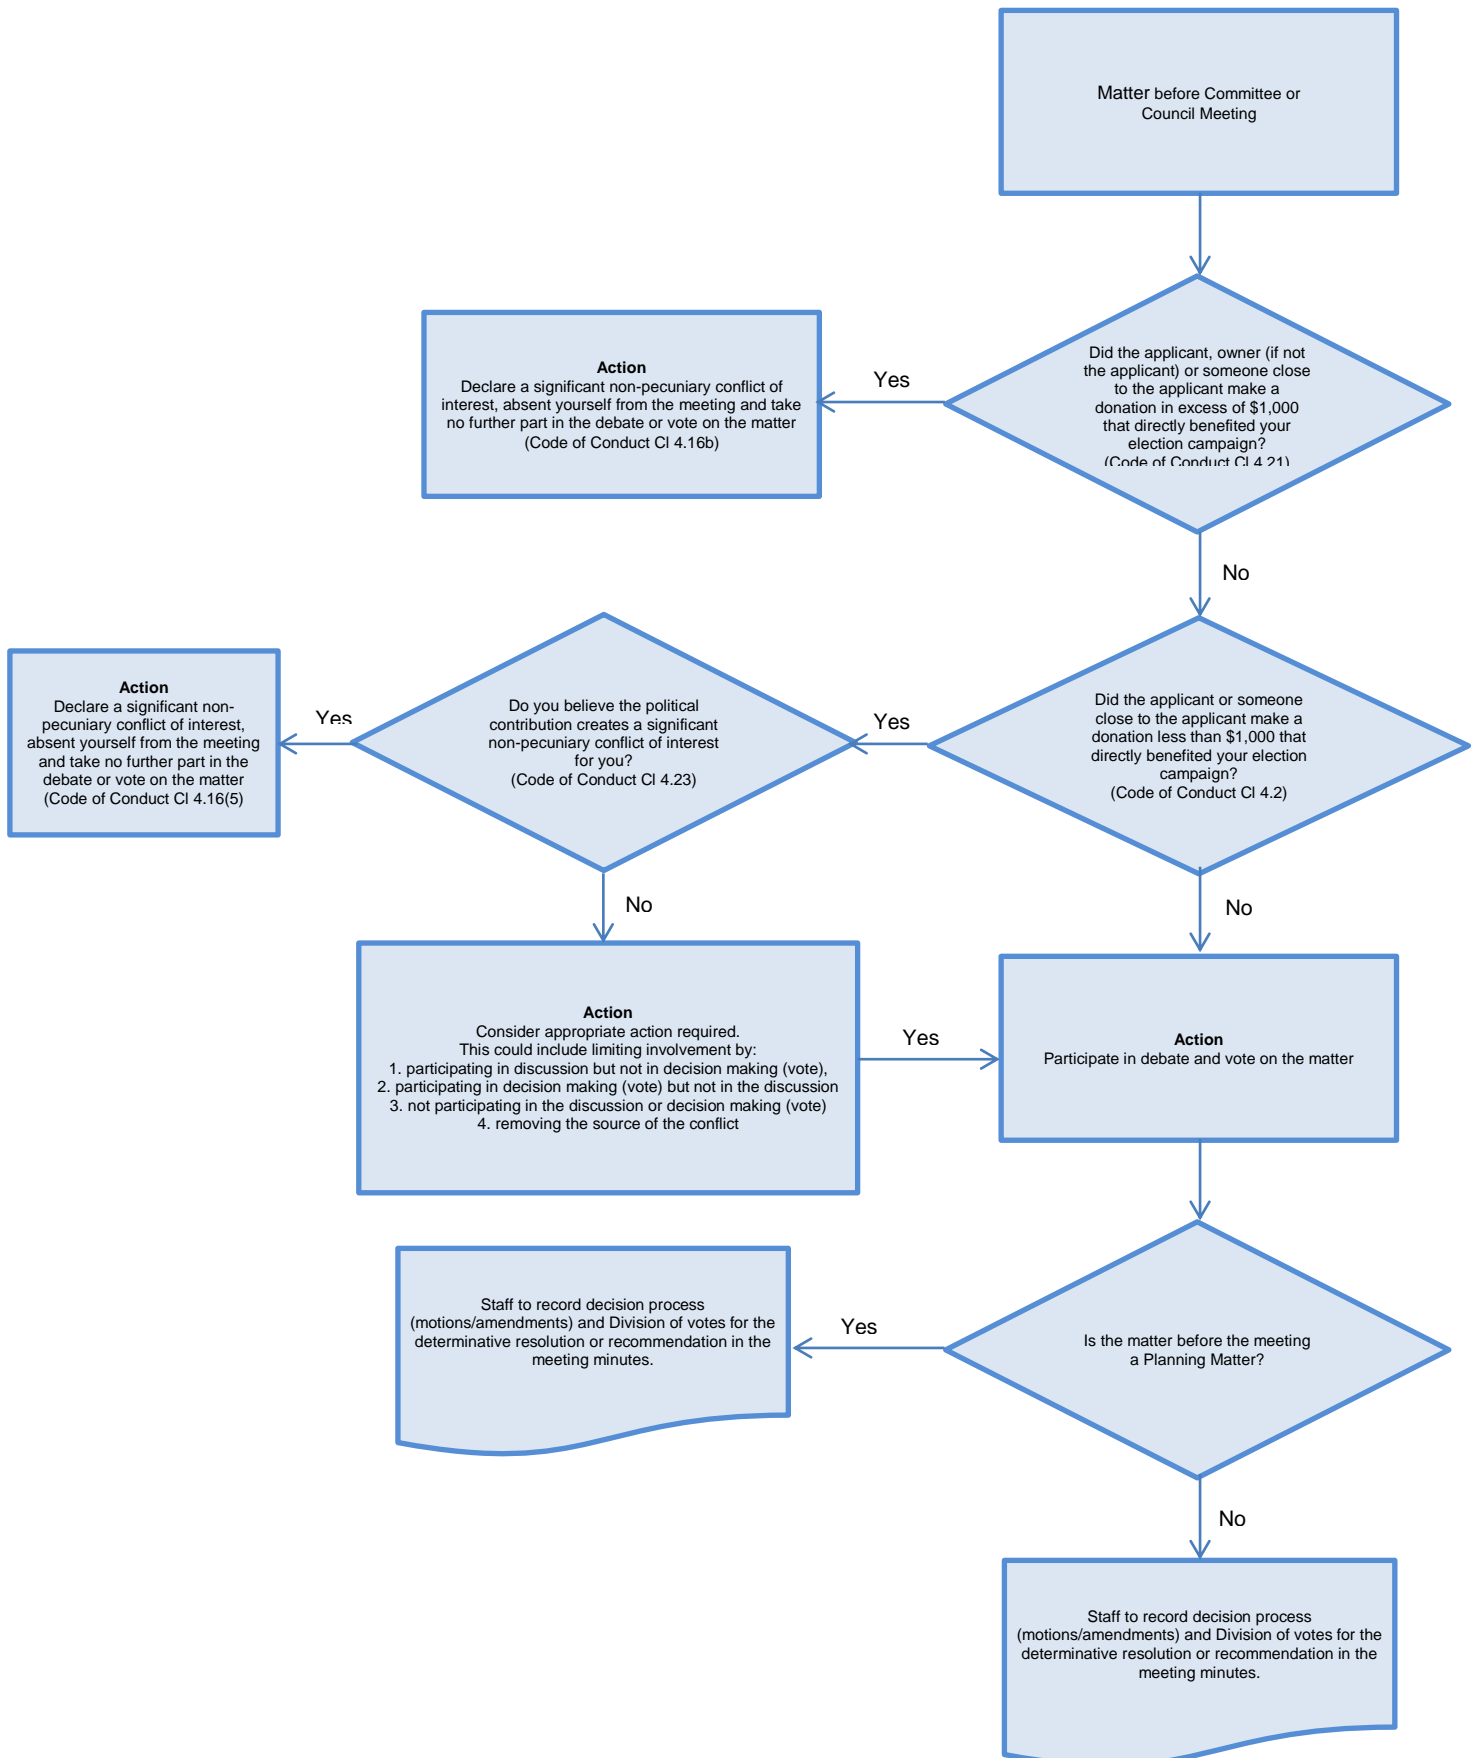 Matter before Committee or
Council Meeting
Did the applicant, owner (if not
the applicant) or someone close
to the applicant make a
donation in excess of $1,000
that directly benefited your
election campaign?
(Code of Conduct Cl 4.21)
Yes
Action
Declare a significant non-pecuniary conflict of
interest, absent yourself from the meeting and take
no further part in the debate or vote on the matter
(Code of Conduct Cl 4.16b)
No
Did the applicant or someone
close to the applicant make a
donation less than $1,000 that
directly benefited your election
campaign?
(Code of Conduct Cl 4.2)
Yes
Do you believe the political
contribution creates a significant
non-pecuniary conflict of interest
for you?
(Code of Conduct Cl 4.23)
Yes
Action
Declare a significant non-
pecuniary conflict of interest,
absent yourself from the meeting
and take no further part in the
debate or vote on the matter
(Code of Conduct Cl 4.16(5)
No
No
Action
Consider appropriate action required.
This could include limiting involvement by:
1. participating in discussion but not in decision making (vote),
2. participating in decision making (vote) but not in the discussion
3. not participating in the discussion or decision making (vote)
4. removing the source of the conflict
Yes
Action
Participate in debate and vote on the matter
Is the matter before the meeting
a Planning Matter?
Yes
Staff to record decision process
(motions/amendments) and Division of votes for the
determinative resolution or recommendation in the
meeting minutes.
No
Staff to record decision process
(motions/amendments) and Division of votes for the
determinative resolution or recommendation in the
meeting minutes.